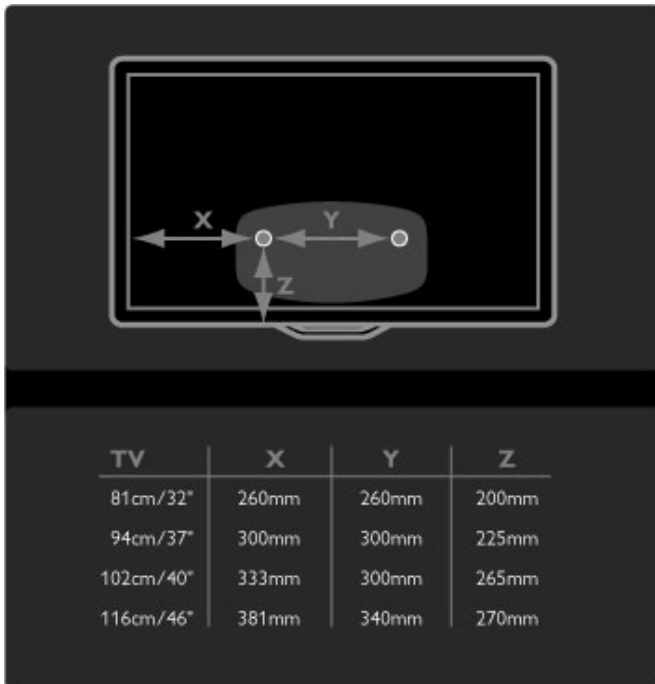 X Y
Z
TV X Y Z
81cm/32" 260mm 260mm 200mm
94cm/37" 300mm 300mm 225mm
102cm/40" 333mm 300mm 265mm
116cm/46" 381mm 340mm 270mm